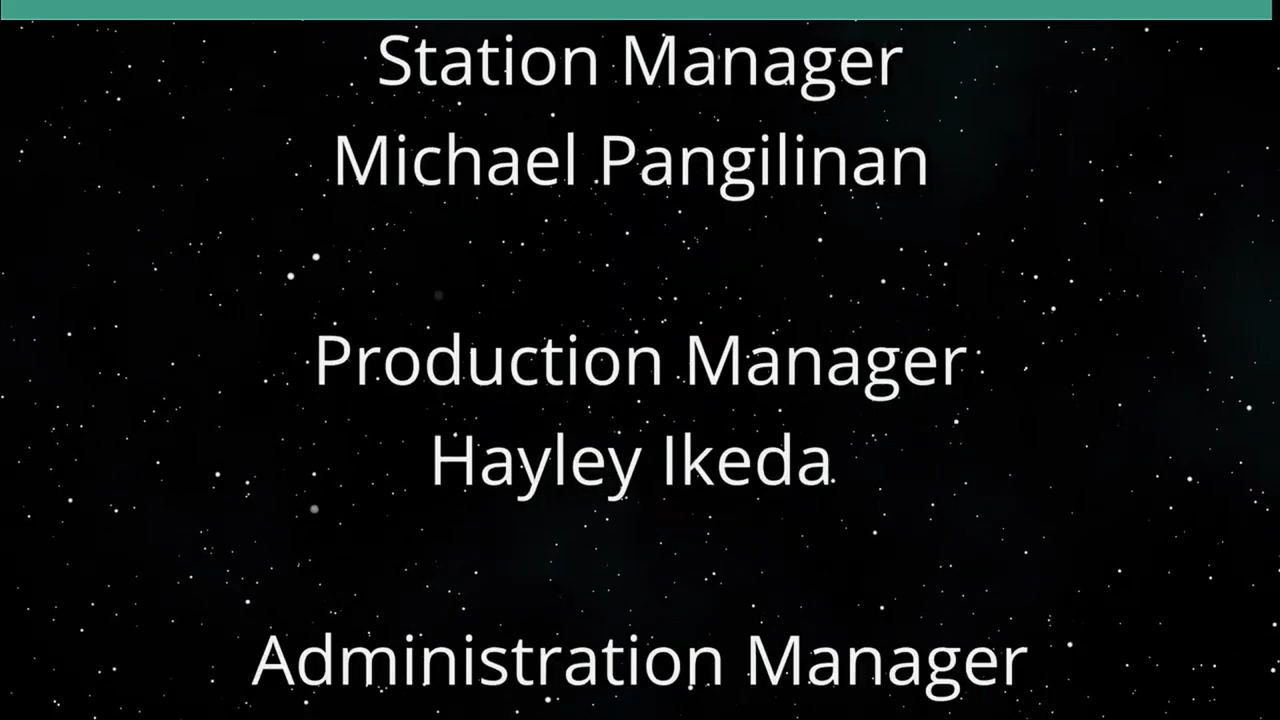 Station Manager
Michael Pangilinan
Production Manager
Hayley Ikeda
Administration Manager